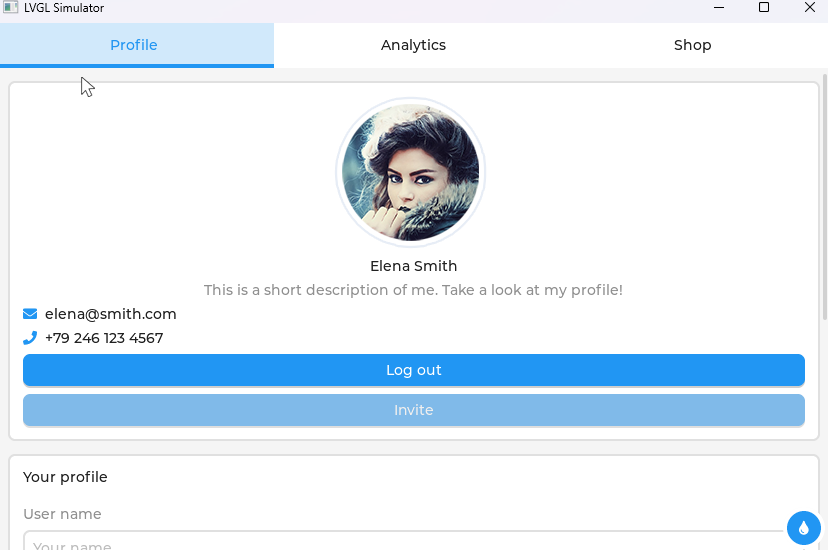 LVGL Simulator
Profile Analytics Shop
Elena Smith
This is a short description of me. Take a look at my profile!
elena@smith.com
+79 246 123 4567
Log out
Invite
Your profile
User name
Your name